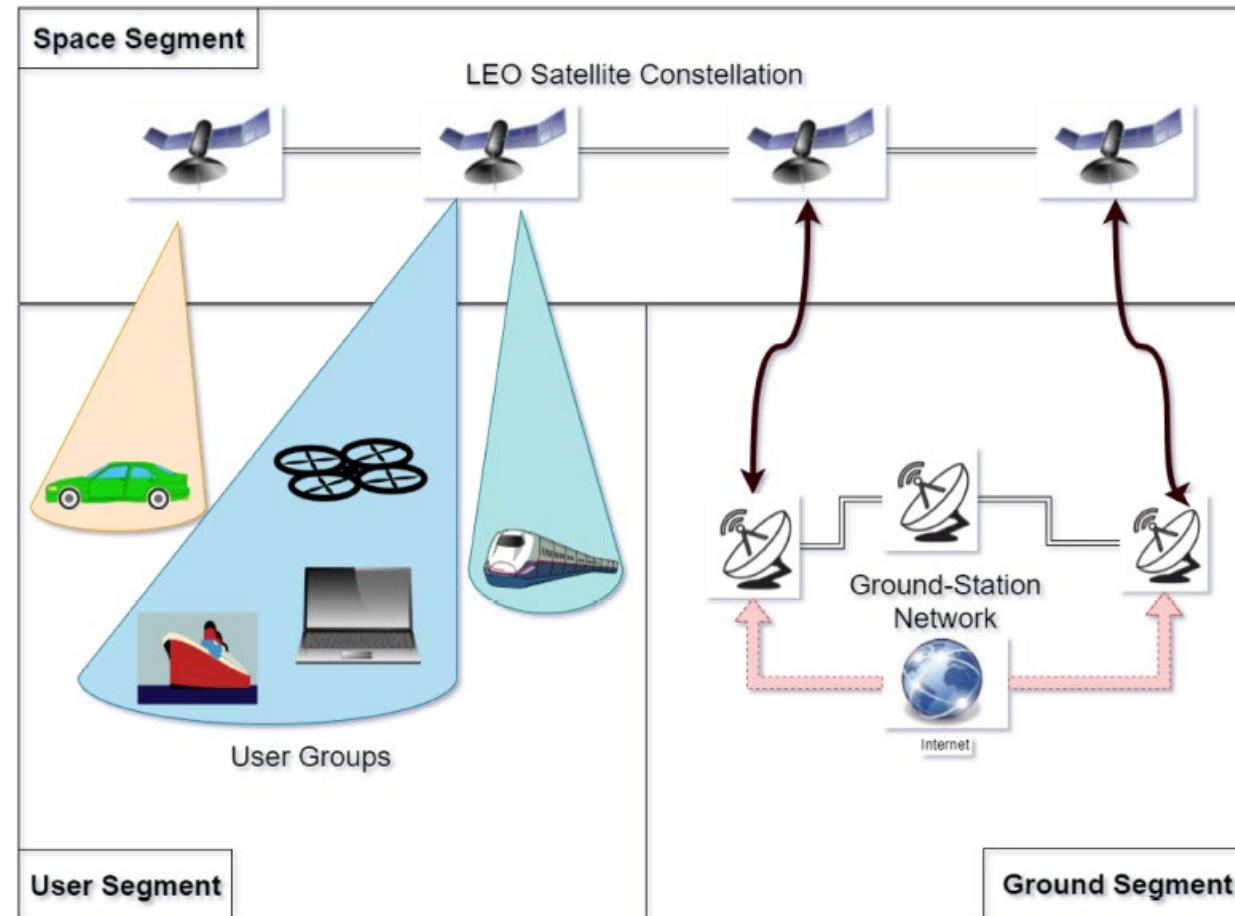 Space Segment
LEO Satellite Constellation
Ground-Station
Network
Internet
User Groups
User Segment
Ground Segment